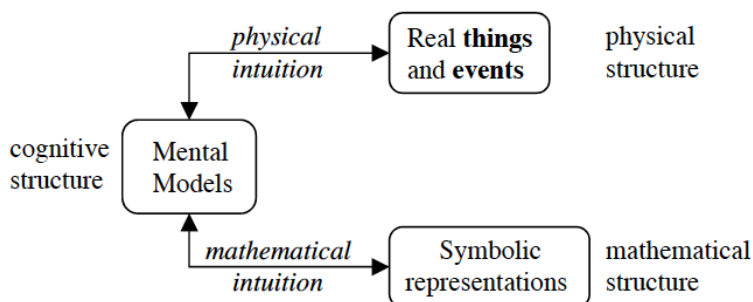 physical
intuition
Real things
and events
physical
structure
cognitive
structure
Mental
Models
mathematical
intuition
Symbolic
representations
mathematical
structure